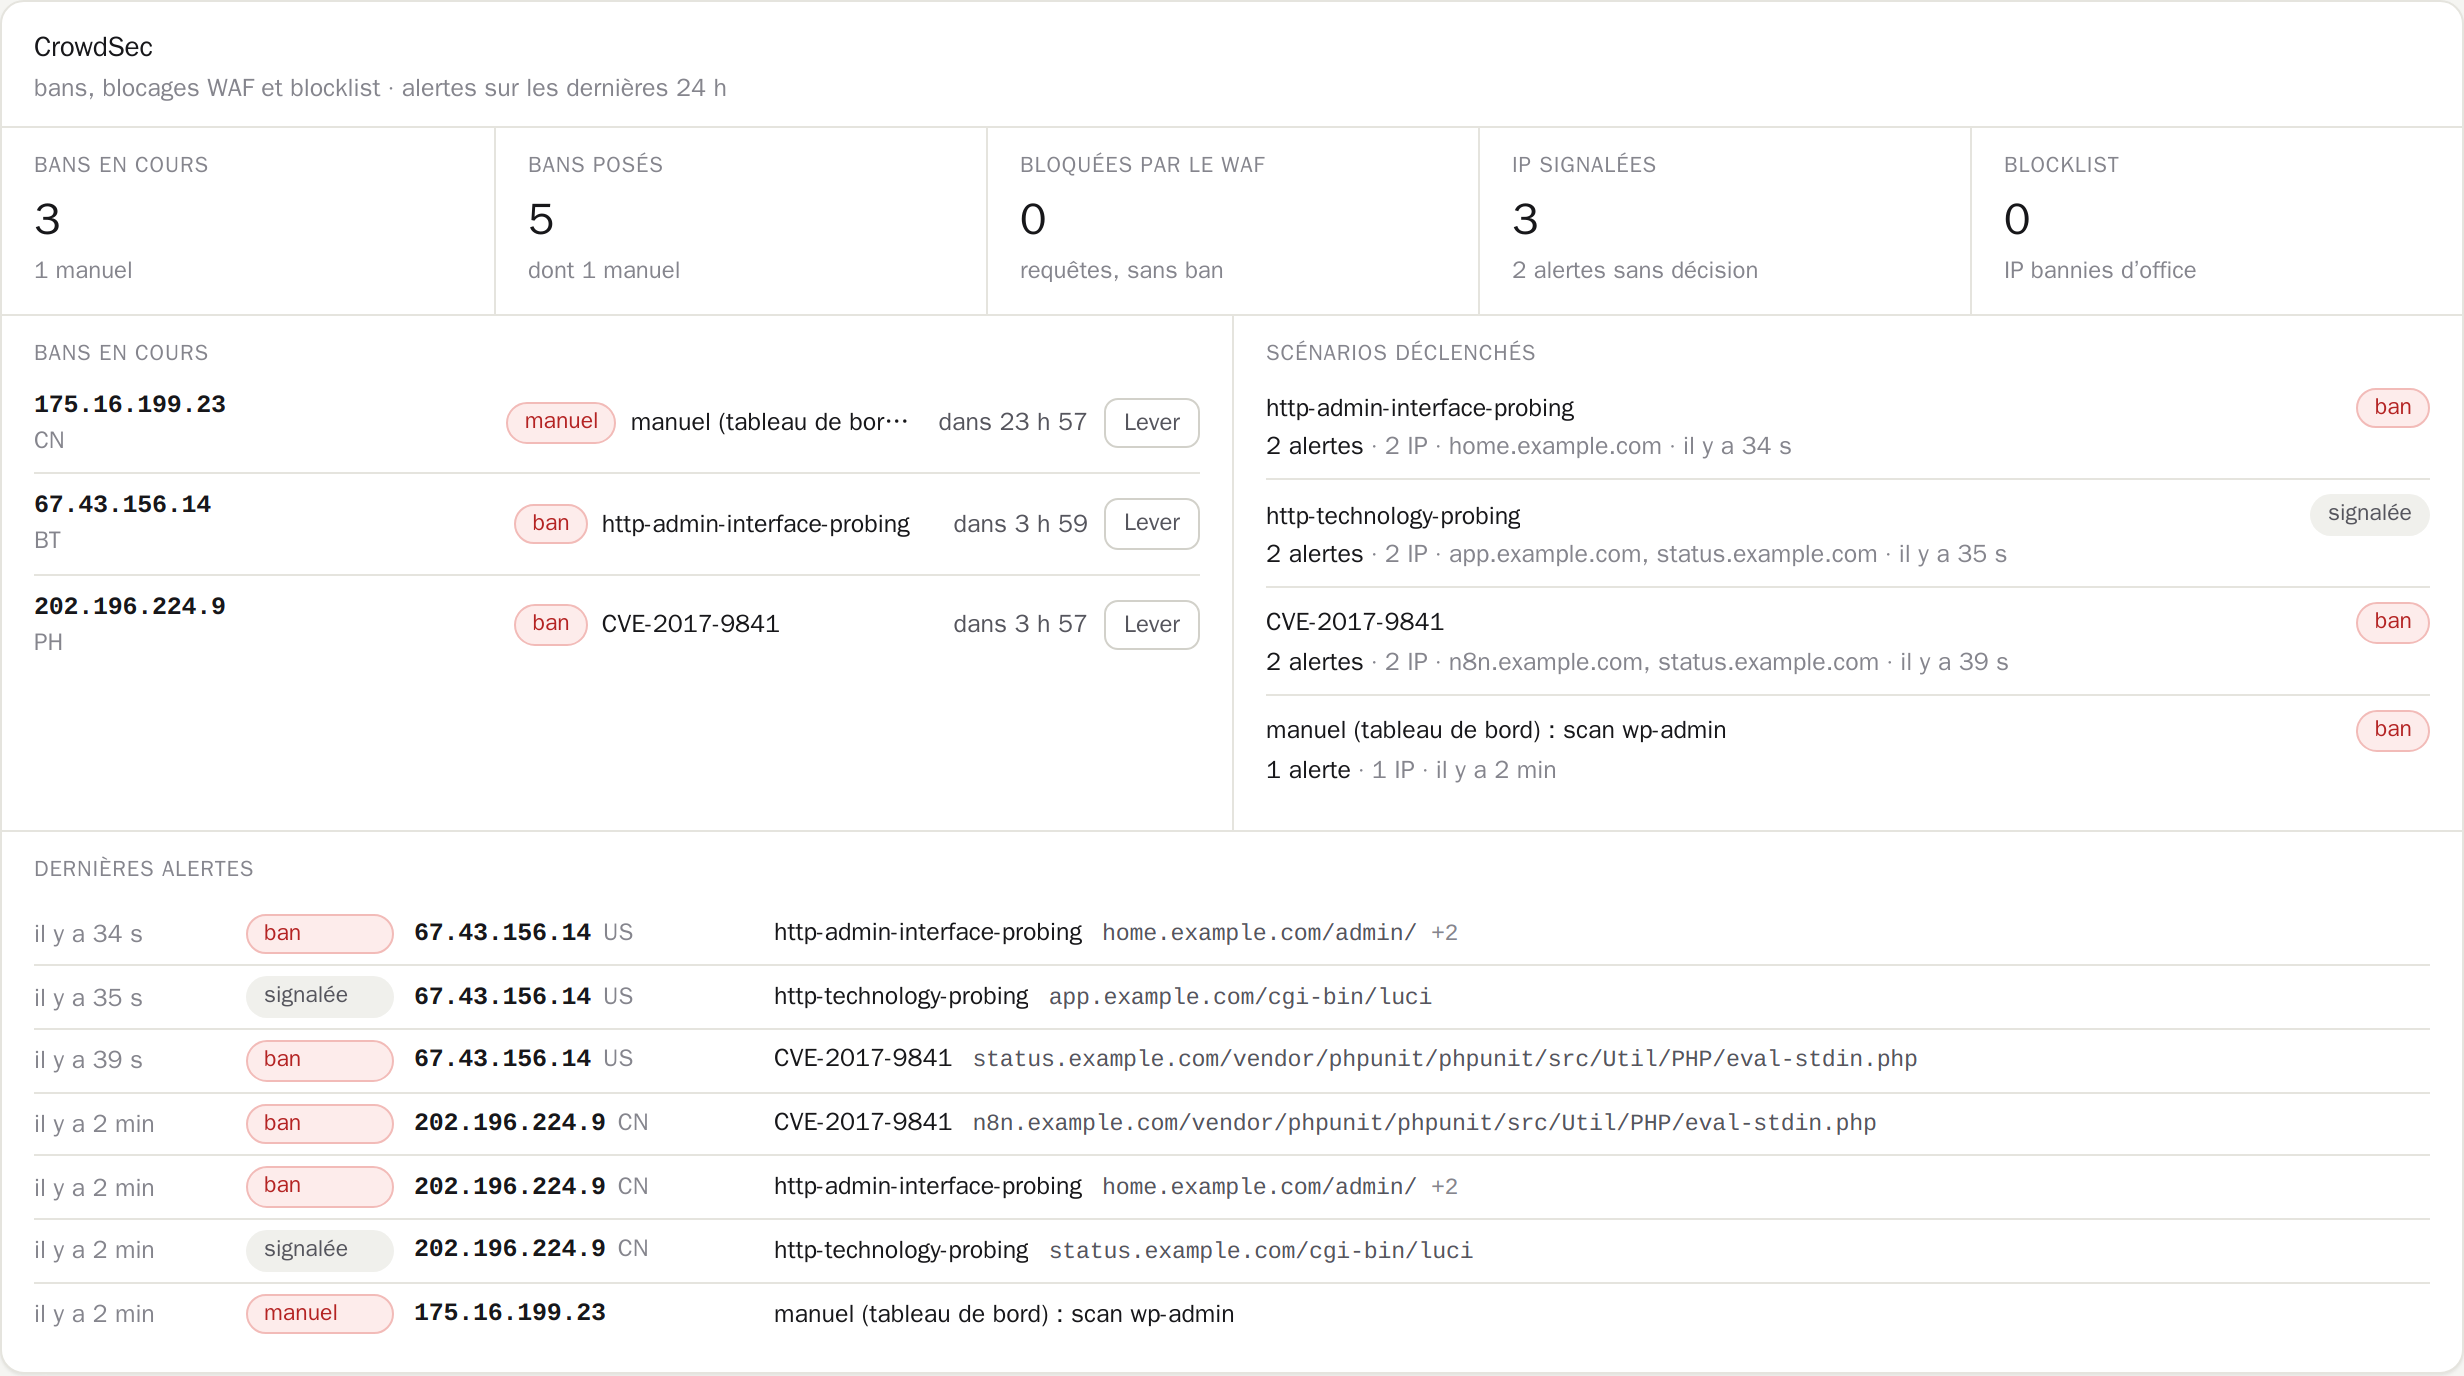 CrowdSec
bans, blocages WAF et blocklist · alertes sur les dernières 24 h
BANS EN COURS
3
1 manuel
BANS POSÉS
5
dont 1 manuel
BLOQUÉES PAR LE WAF
0
requêtes, sans ban
IP SIGNALÉES
3
2 alertes sans décision
BLOCKLIST
0
IP bannies d’office
BANS EN COURS
175.16.199.23 manuel manuel (tableau de bor… dans 23 h 57 Lever
CN
67.43.156.14 ban http-admin-interface-probing dans 3 h 59 Lever
BT
202.196.224.9 ban CVE-2017-9841 dans 3 h 57 Lever
PH
SCÉNARIOS DÉCLENCHÉS
http-admin-interface-probing ban
2 alertes · 2 IP · home.example.com · il y a 34 s
http-technology-probing signalée
2 alertes · 2 IP · app.example.com, status.example.com · il y a 35 s
CVE-2017-9841 ban
2 alertes · 2 IP · n8n.example.com, status.example.com · il y a 39 s
manuel (tableau de bord) : scan wp-admin ban
1 alerte · 1 IP · il y a 2 min
DERNIÈRES ALERTES
il y a 34 s ban 67.43.156.14 US http-admin-interface-probing home.example.com/admin/ +2
il y a 35 s signalée 67.43.156.14 US http-technology-probing app.example.com/cgi-bin/luci
il y a 39 s ban 67.43.156.14 US CVE-2017-9841 status.example.com/vendor/phpunit/phpunit/src/Util/PHP/eval-stdin.php
il y a 2 min ban 202.196.224.9 CN CVE-2017-9841 n8n.example.com/vendor/phpunit/phpunit/src/Util/PHP/eval-stdin.php
il y a 2 min ban 202.196.224.9 CN http-admin-interface-probing home.example.com/admin/ +2
il y a 2 min signalée 202.196.224.9 CN http-technology-probing status.example.com/cgi-bin/luci
il y a 2 min manuel 175.16.199.23 manuel (tableau de bord) : scan wp-admin